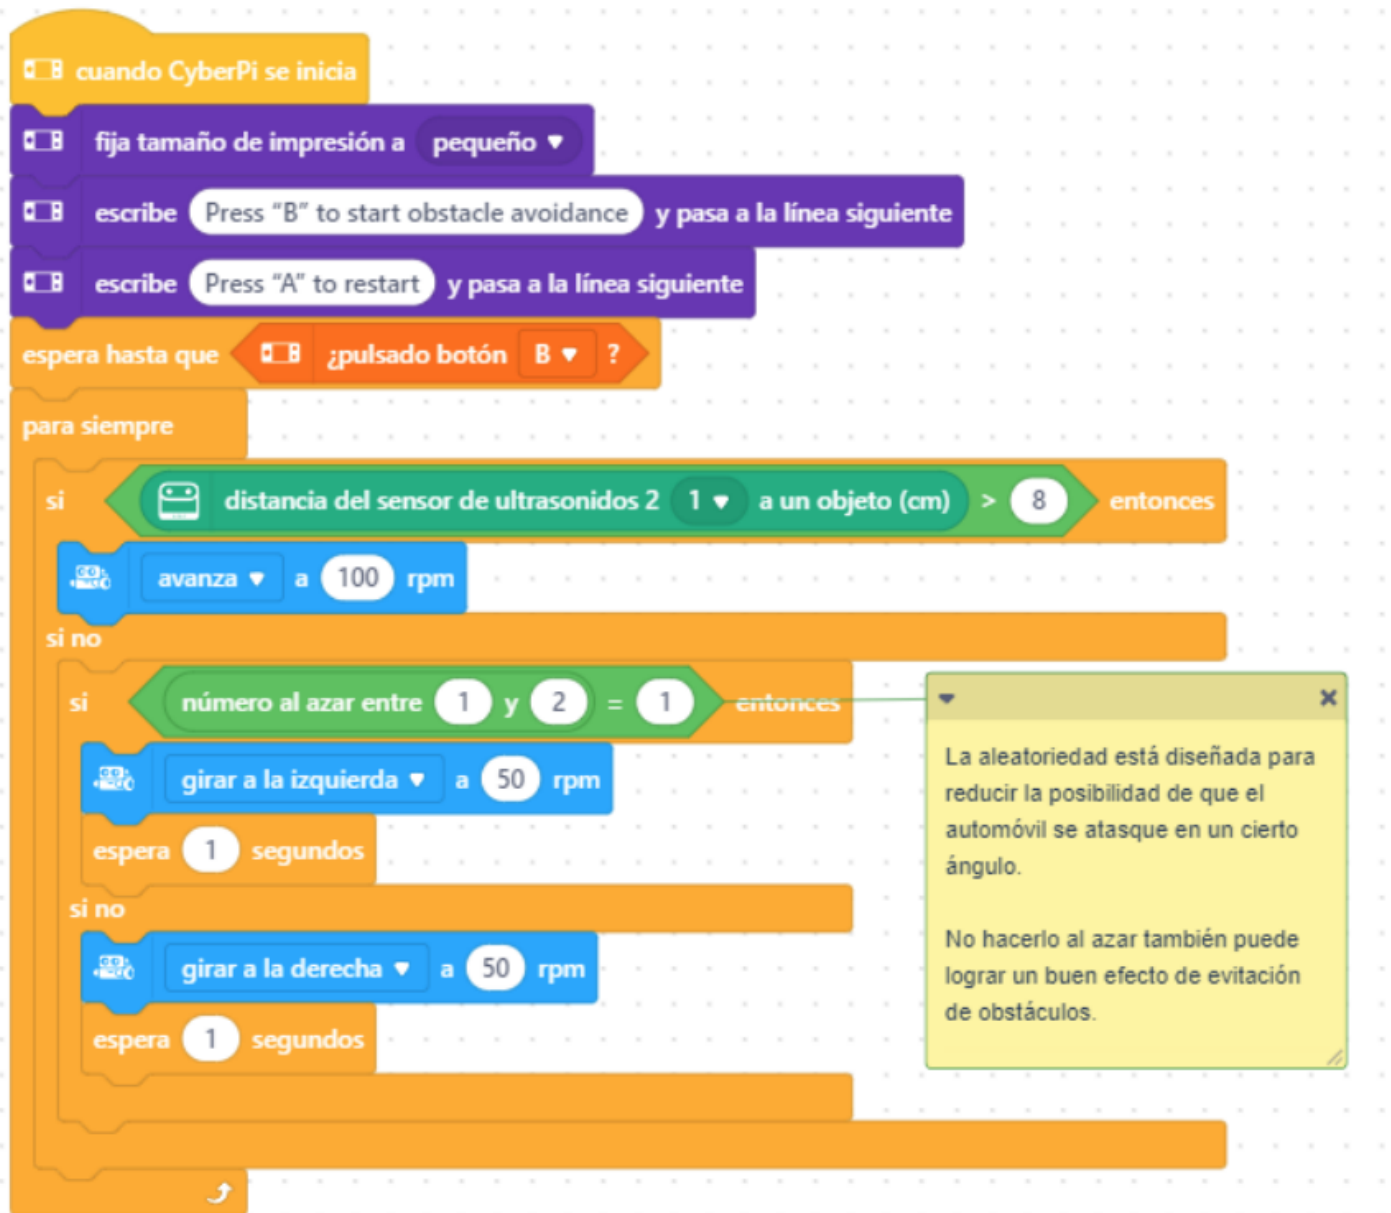 cuando CyberPi se inicia
fija tamaño de impresión a pequeño
escribe Press “B” to start obstacle avoidance y pasa a la línea siguiente
escribe Press “A” to restart y pasa a la línea siguiente
espera hasta que ¿pulsado botón B ?
para siempre
si distancia del sensor de ultrasonidos 2 1 a un objeto (cm) > 8 entonces
avanza a 100 rpm
si no
si número al azar entre 1 y 2 = 1 entonces
girar a la izquierda a 50 rpm
espera 1 segundos
si no
girar a la derecha a 50 rpm
espera 1 segundos
La aleatoriedad está diseñada para
reducir la posibilidad de que el
automóvil se atasque en un cierto
ángulo.
No hacerlo al azar también puede
lograr un buen efecto de evitación
de obstáculos.